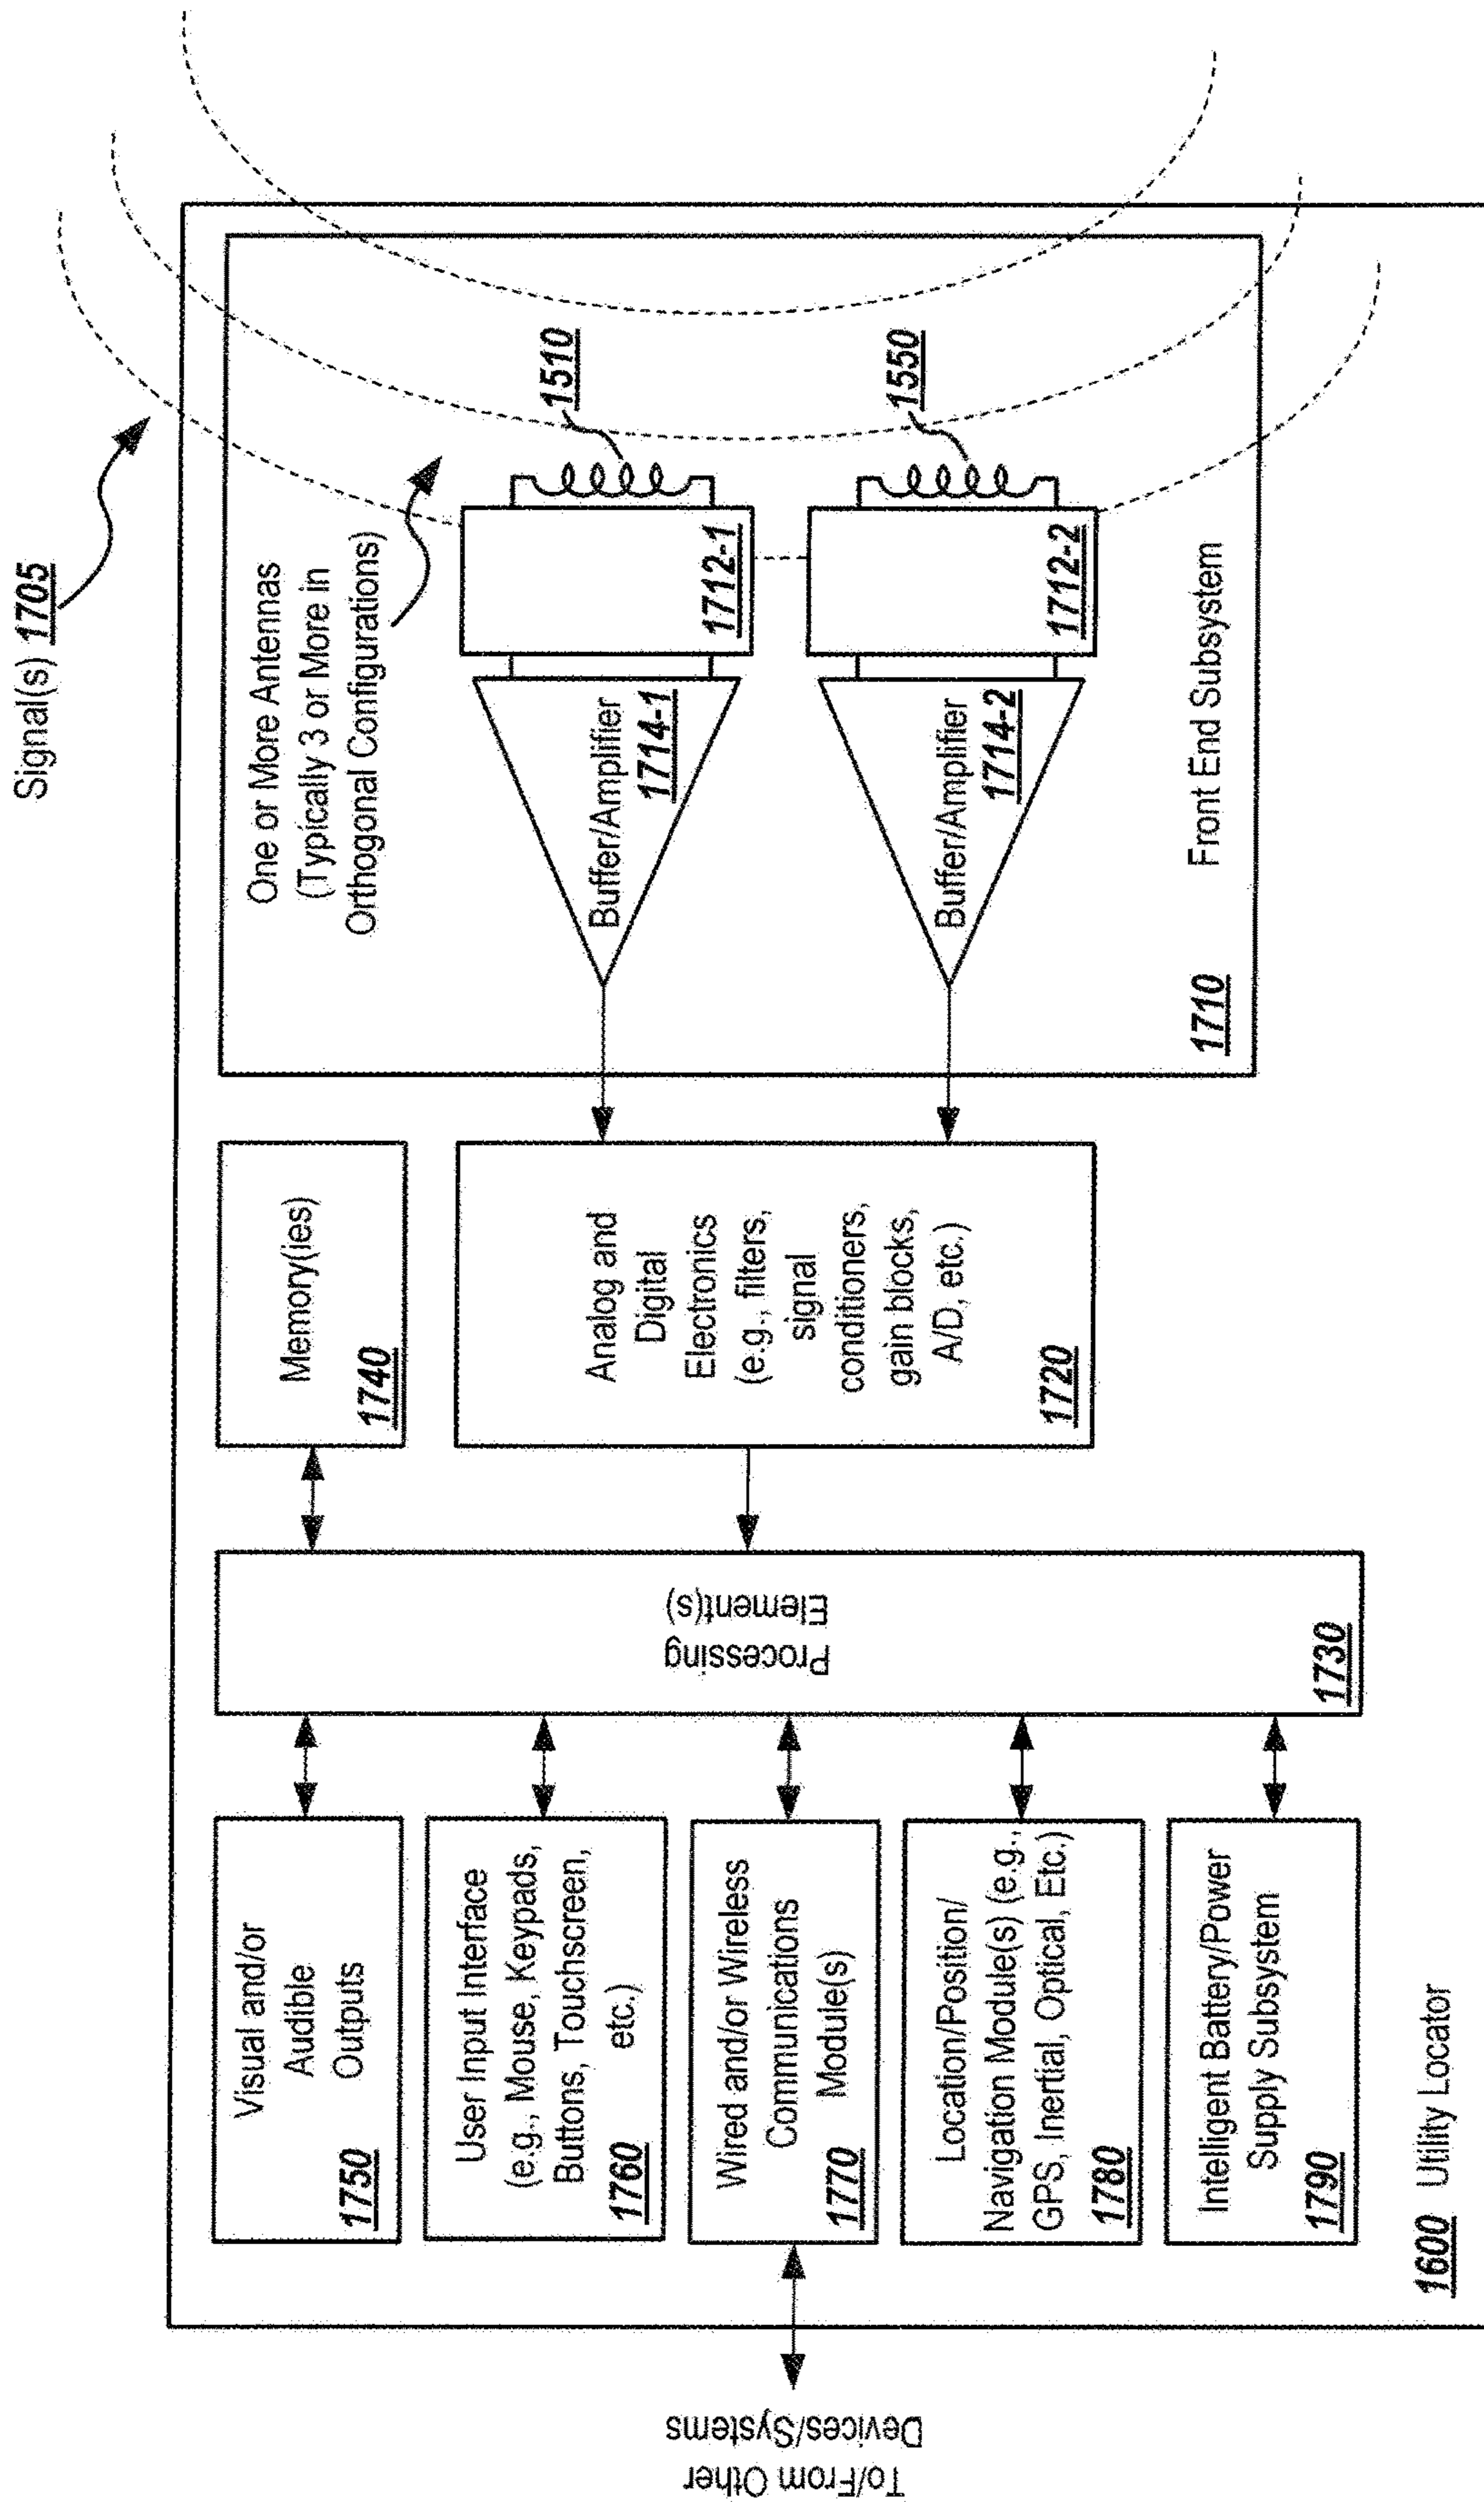 Signal(s) 1705
One or More Antennas
(Typically 3 or More in
Orthogonal Configurations)
1510
1712-1
Buffer/Amplifier
1714-1
1550
1712-2
Buffer/Amplifier
1714-2
Front End Subsystem
1710
Memory(ies)
1740
Analog and
Digital
Electronics
(e.g., filters,
signal
conditioners,
gain blocks,
A/D, etc.)
1720
Processing
Element(s)
1730
Visual and/or
Audible
Outputs
1750
User Input Interface
(e.g., Mouse, Keypads,
Buttons, Touchscreen,
etc.)
1760
Wired and/or Wireless
Communications
Module(s)
1770
Location/Position/
Navigation Module(s) (e.g.,
GPS, Inertial, Optical, Etc.)
1780
Intelligent Battery/Power
Supply Subsystem
1790
1600 Utility Locator
To/From Other
Devices/Systems